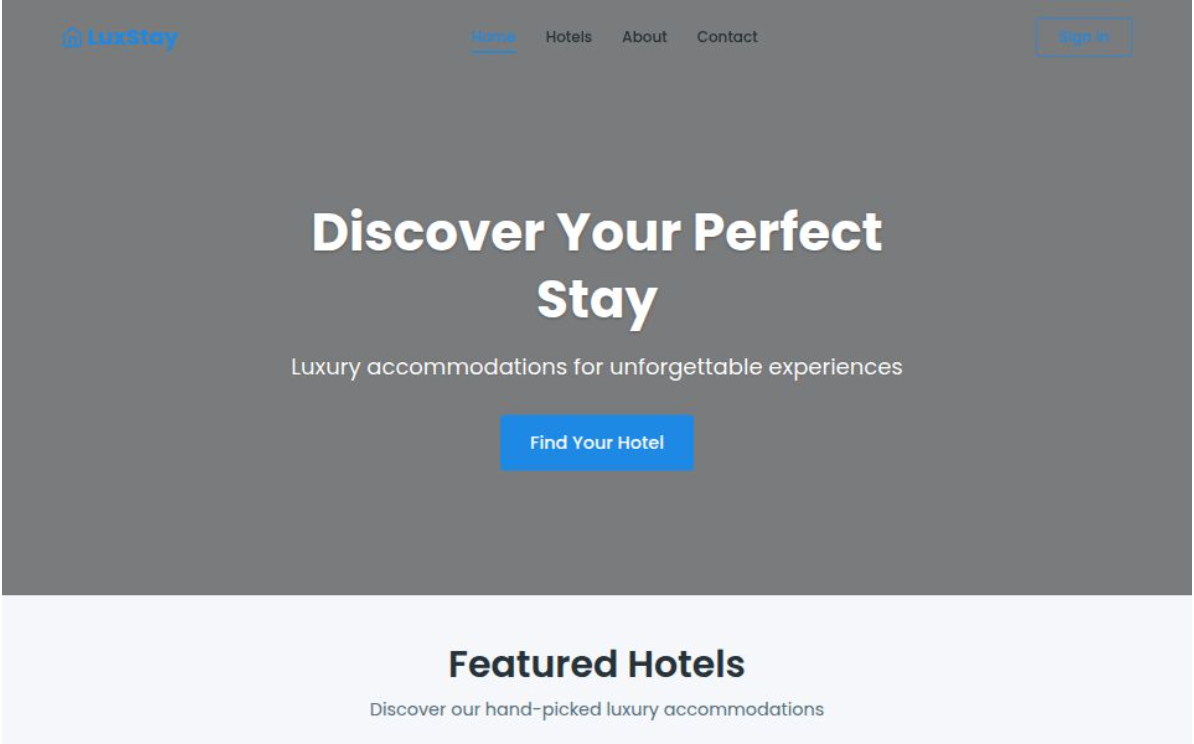 LuxStay
Home Hotels About Contact
Sign In
Discover Your Perfect
Stay
Luxury accommodations for unforgettable experiences
Find Your Hotel
Featured Hotels
Discover our hand-picked luxury accommodations